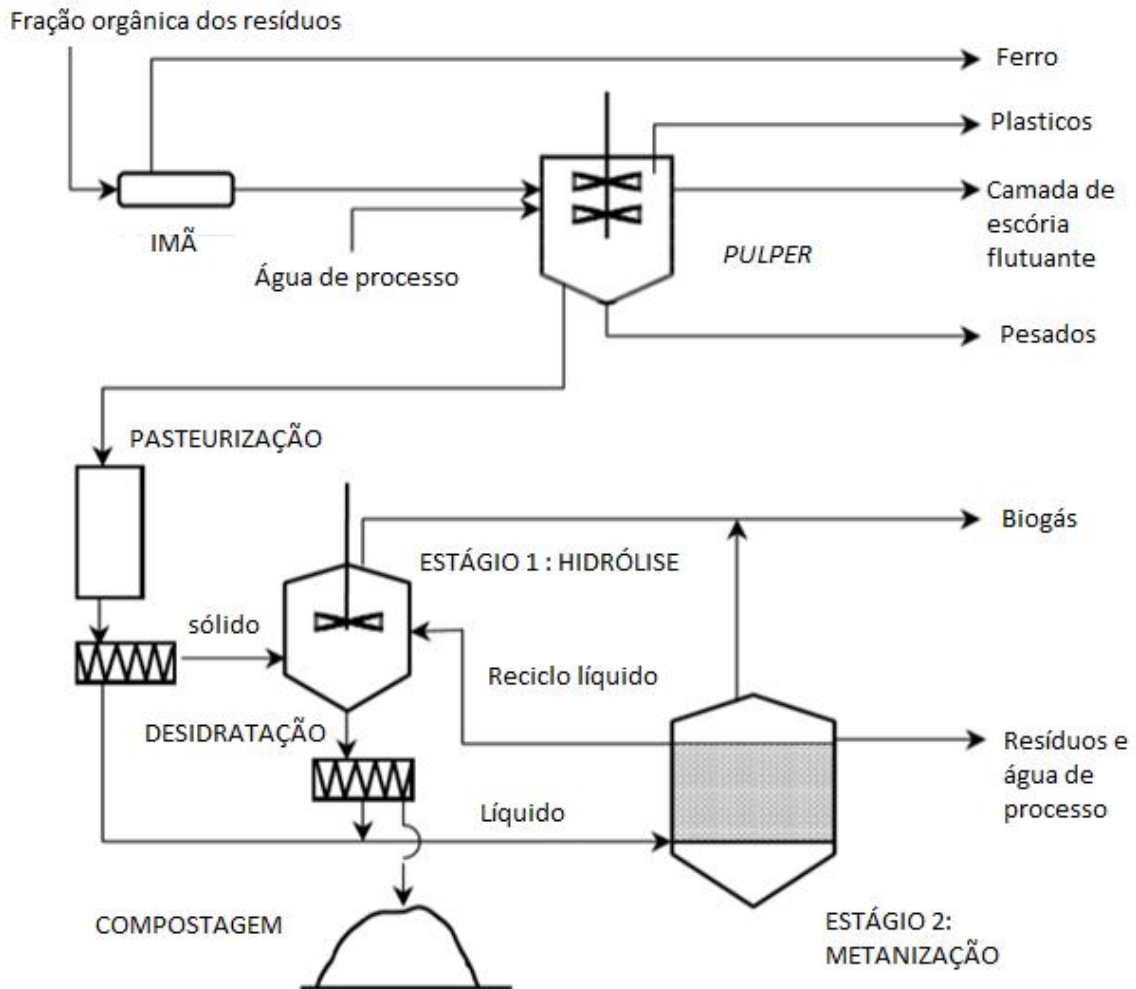 Fração orgânica dos resíduos
Ferro
Plasticos
Camada de
escória
flutuante
IMÃ
PULPER
Água de processo
Pesados
PASTEURIZAÇÃO
Biogás
ESTÁGIO 1 : HIDRÓLISE
sólido
Reciclo líquido
DESIDRATAÇÃO
Resíduos e
água de
processo
Líquido
COMPOSTAGEM
ESTÁGIO 2:
METANIZAÇÃO